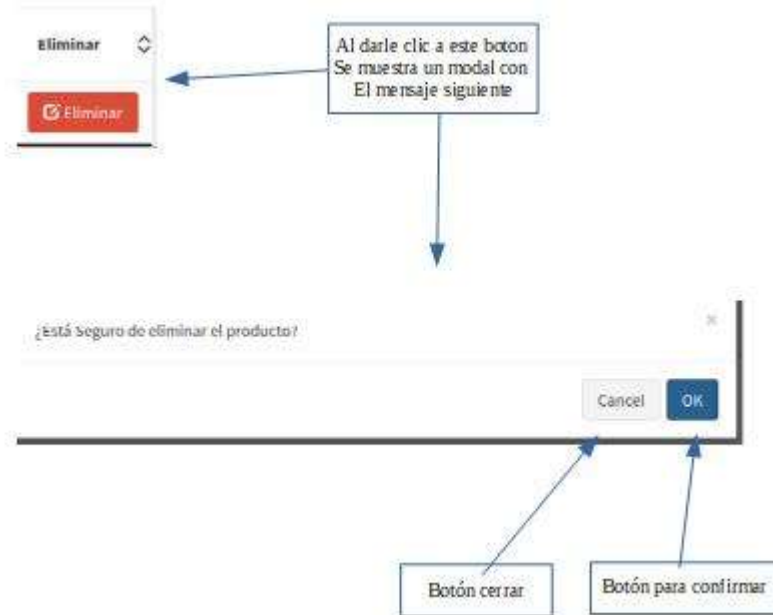 Eliminar
Al darle clic a este boton
Se muestra un modal con
El mensaje siguiente
Eliminar
¿Está Seguro de eliminar el producto?
×
Cancel
OK
Botón cerrar
Botón para confirmar